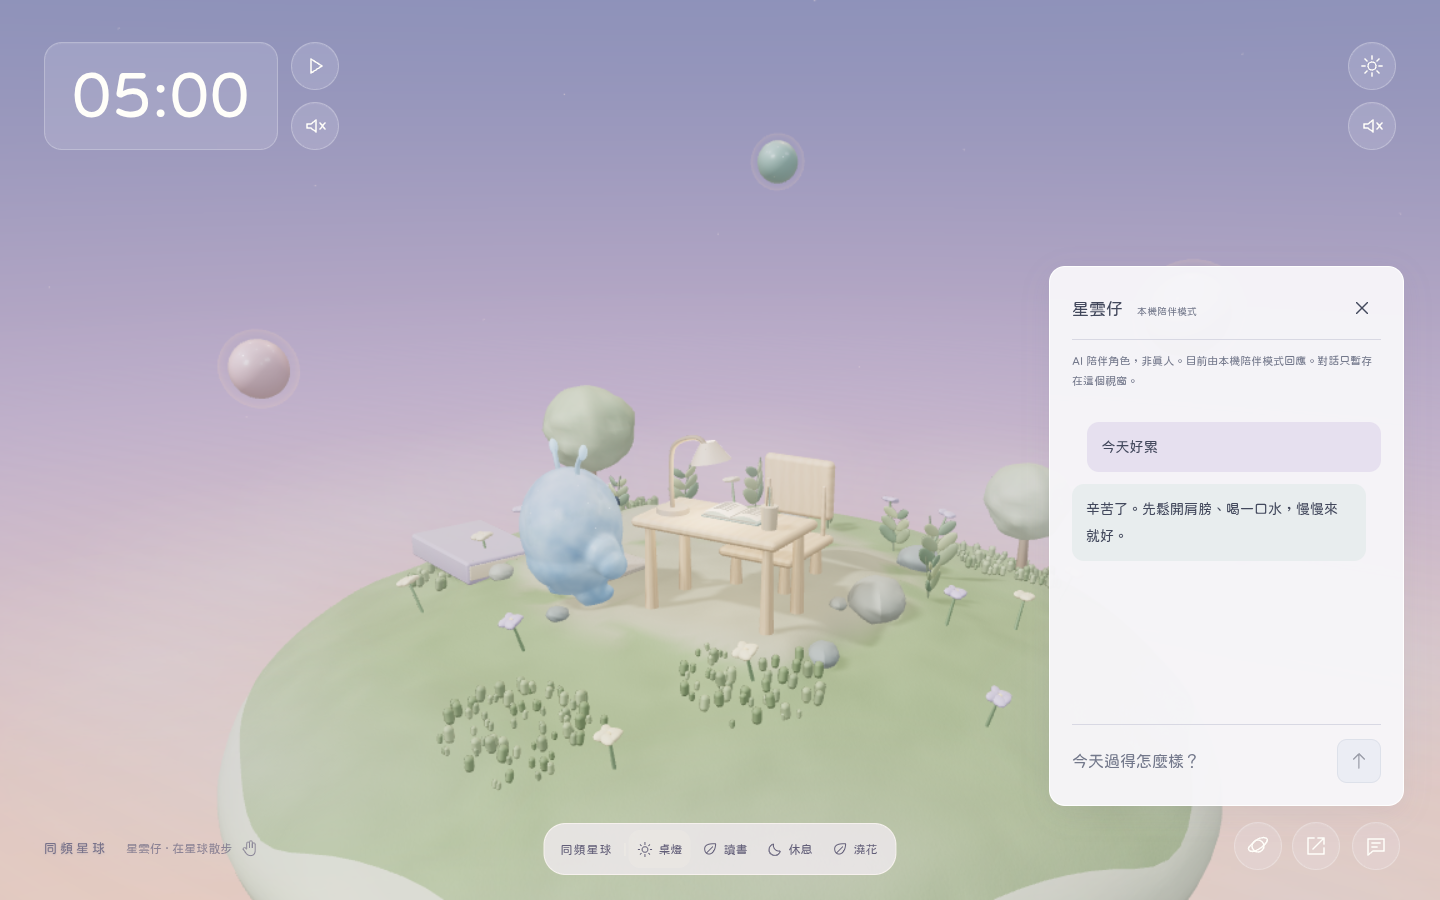 05:00
星雲仔 本機陪伴模式
AI 陪伴角色，非真人。目前由本機陪伴模式回應。對話只暫存
在這個視窗。
今天好累
辛苦了。先鬆開肩膀、喝一口水，慢慢來
就好。
今天過得怎麼樣？
同頻星球 星雲仔 · 在星球散步
同頻星球 桌燈 讀書 休息 澆花